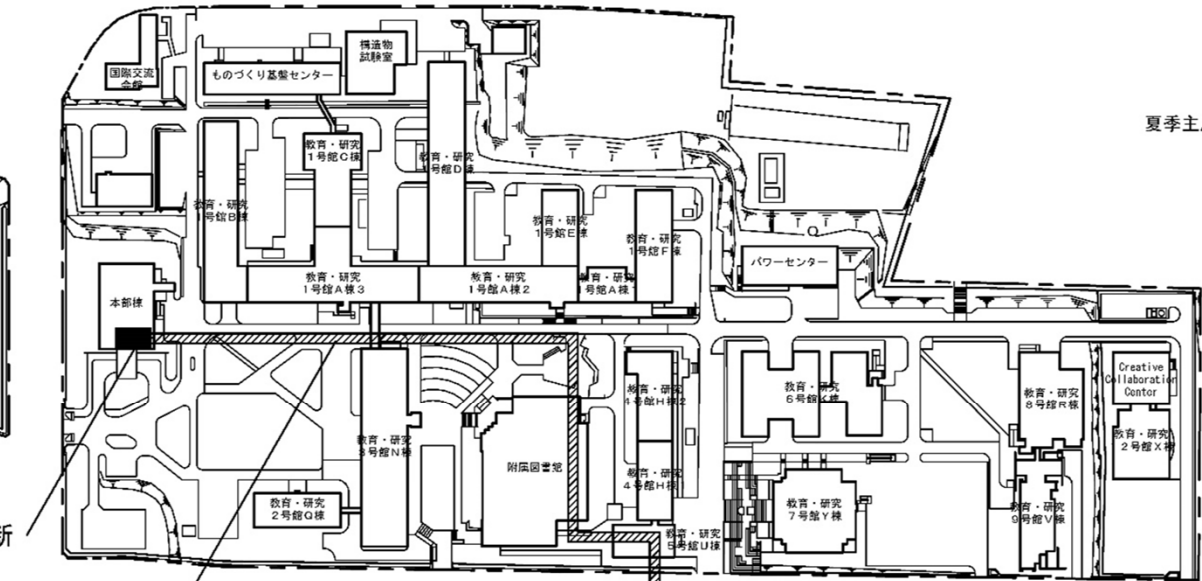 構造物
試験室
国際交流
会館
ものづくり基盤センター
夏季主
教育・研究
1号館C棟
教育・研究
1号館D棟
教育・研究
1号館B棟
教育・研究
1号館E棟
教育・研究
1号館F棟
パワーセンター
本部棟
教育・研究
1号館A棟3
教育・研究
1号館A棟2
教育・研究
1号館A棟1
教育・研究
4号館H棟2
教育・研究
6号館K棟
教育・研究
8号館R棟
Creative
Collaboration
Centor
教育・研究
3号館N棟
教育・研究
2号館X棟
附属図書館
教育・研究
4号館H棟1
教育・研究
2号館Q棟
教育・研究
7号館Y棟
教育・研究
9号館V棟
教育・研究
5号館U棟
所